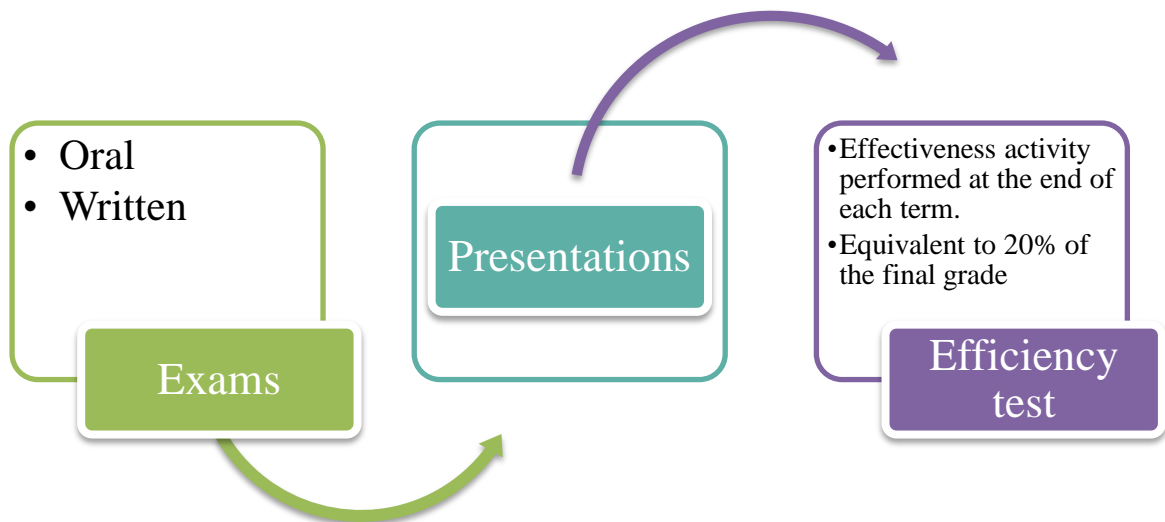 • Oral
• Written
Exams
Presentations
•Effectiveness activity
performed at the end of
each term.
•Equivalent to 20% of
the final grade
Efficiency
test